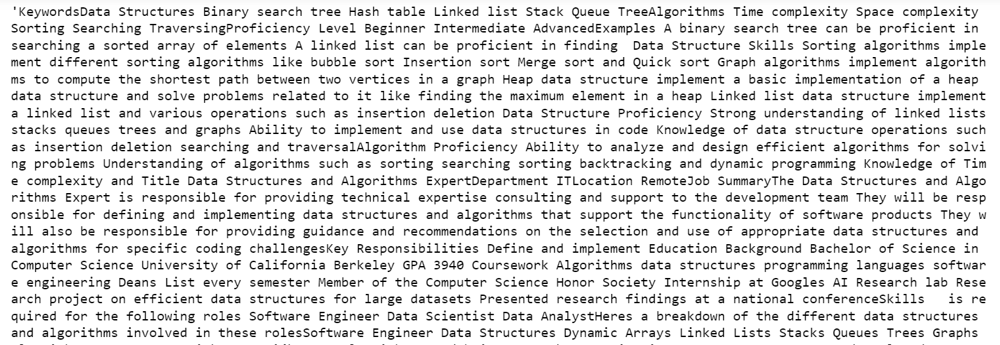 'KeywordsData Structures Binary search tree Hash table Linked list Stack Queue TreeAlgorithms Time complexity Space complexity
Sorting Searching TraversingProficiency Level Beginner Intermediate AdvancedExamples A binary search tree can be proficient in
searching a sorted array of elements A linked list can be proficient in finding  Data Structure Skills Sorting algorithms imple
ment different sorting algorithms like bubble sort Insertion sort Merge sort and Quick sort Graph algorithms implement algorith
ms to compute the shortest path between two vertices in a graph Heap data structure implement a basic implementation of a heap
data structure and solve problems related to it like finding the maximum element in a heap Linked list data structure implement
a linked list and various operations such as insertion deletion Data Structure Proficiency Strong understanding of linked lists
stacks queues trees and graphs Ability to implement and use data structures in code Knowledge of data structure operations such
as insertion deletion searching and traversalAlgorithm Proficiency Ability to analyze and design efficient algorithms for solvi
ng problems Understanding of algorithms such as sorting searching sorting backtracking and dynamic programming Knowledge of Tim
e complexity and Title Data Structures and Algorithms ExpertDepartment ITLocation RemoteJob SummaryThe Data Structures and Algo
rithms Expert is responsible for providing technical expertise consulting and support to the development team They will be resp
onsible for defining and implementing data structures and algorithms that support the functionality of software products They w
ill also be responsible for providing guidance and recommendations on the selection and use of appropriate data structures and
algorithms for specific coding challengesKey Responsibilities Define and implement Education Background Bachelor of Science in
Computer Science University of California Berkeley GPA 3940 Coursework Algorithms data structures programming languages softwar
e engineering Deans List every semester Member of the Computer Science Honor Society Internship at Googles AI Research lab Rese
arch project on efficient data structures for large datasets Presented research findings at a national conferenceSkills   is re
quired for the following roles Software Engineer Data Scientist Data AnalystHeres a breakdown of the different data structures
and algorithms involved in these rolesSoftware Engineer Data Structures Dynamic Arrays Linked Lists Stacks Queues Trees Graphs